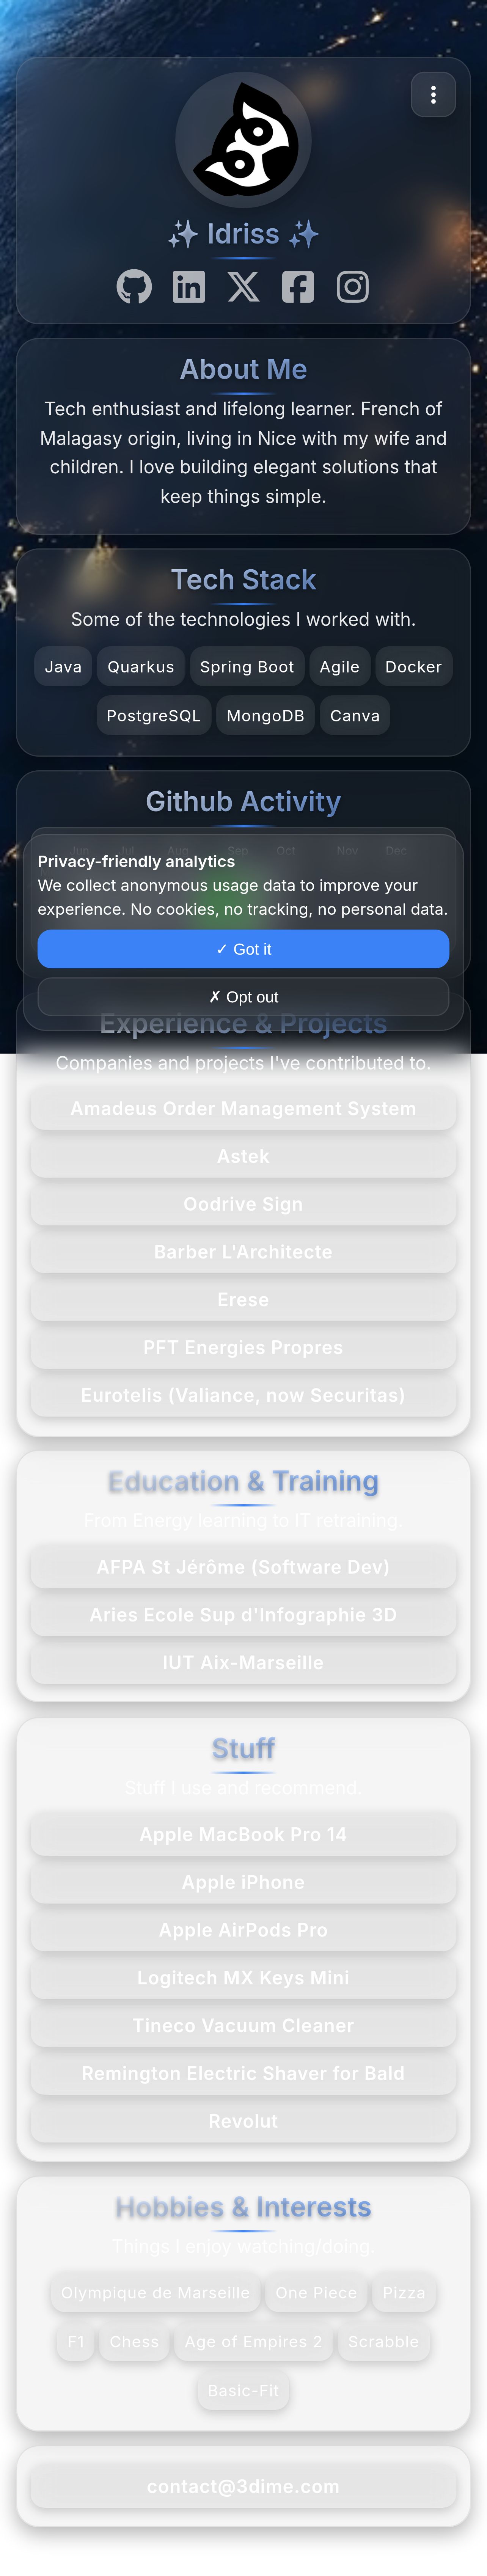 ✨ Idriss ✨
About Me
Tech enthusiast and lifelong learner. French of
Malagasy origin, living in Nice with my wife and
children. I love building elegant solutions that
keep things simple.
Tech Stack
Some of the technologies I worked with.
Java Quarkus Spring Boot Agile Docker
PostgreSQL MongoDB Canva
Github Activity
Jun Jul Aug Sep Oct Nov Dec
Privacy-friendly analytics
We collect anonymous usage data to improve your
experience. No cookies, no tracking, no personal data.
✓ Got it
✗ Opt out
Experience & Projects
Companies and projects I've contributed to.
Amadeus Order Management System
Astek
Oodrive Sign
Barber L'Architecte
Erese
PFT Energies Propres
Eurotelis (Valiance, now Securitas)
Education & Training
From Energy learning to IT retraining.
AFPA St Jérôme (Software Dev)
Aries Ecole Sup d'Infographie 3D
IUT Aix-Marseille
Stuff
Stuff I use and recommend.
Apple MacBook Pro 14
Apple iPhone
Apple AirPods Pro
Logitech MX Keys Mini
Tineco Vacuum Cleaner
Remington Electric Shaver for Bald
Revolut
Hobbies & Interests
Things I enjoy watching/doing.
Olympique de Marseille One Piece Pizza
F1 Chess Age of Empires 2 Scrabble
Basic-Fit
contact@3dime.com